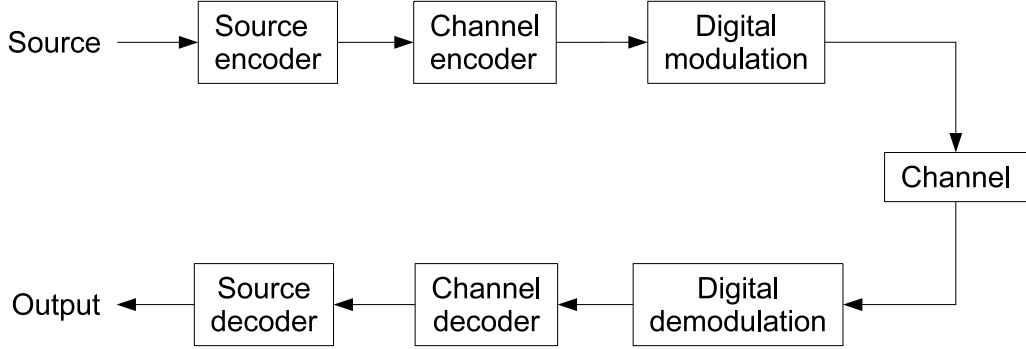 Source
Source
encoder
Channel
encoder
Digital
modulation
Channel
Output
Source
decoder
Channel
decoder
Digital
demodulation